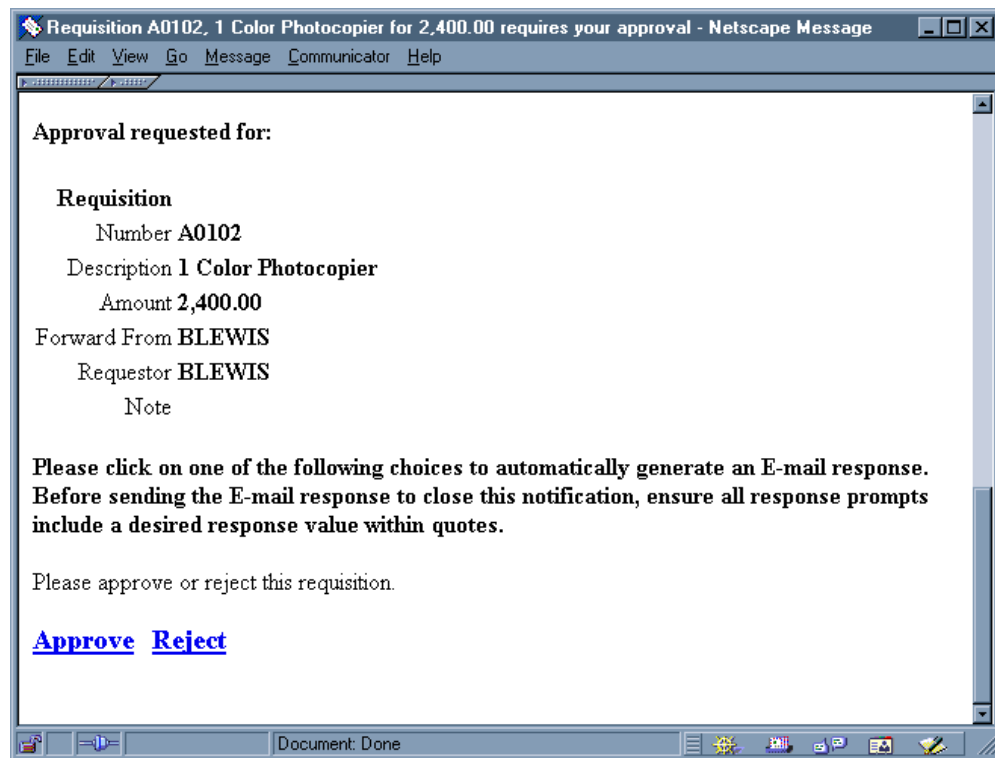 Requisition A0102, 1 Color Photocopier for 2,400.00 requires your approval - Netscape Message
File Edit View Go Message Communicator Help
Approval requested for:
Requisition
Number A0102
Description 1 Color Photocopier
Amount 2,400.00
Forward From BLEWIS
Requestor BLEWIS
Note
Please click on one of the following choices to automatically generate an E-mail response.
Before sending the E-mail response to close this notification, ensure all response prompts
include a desired response value within quotes.
Please approve or reject this requisition.
Approve Reject
Document: Done